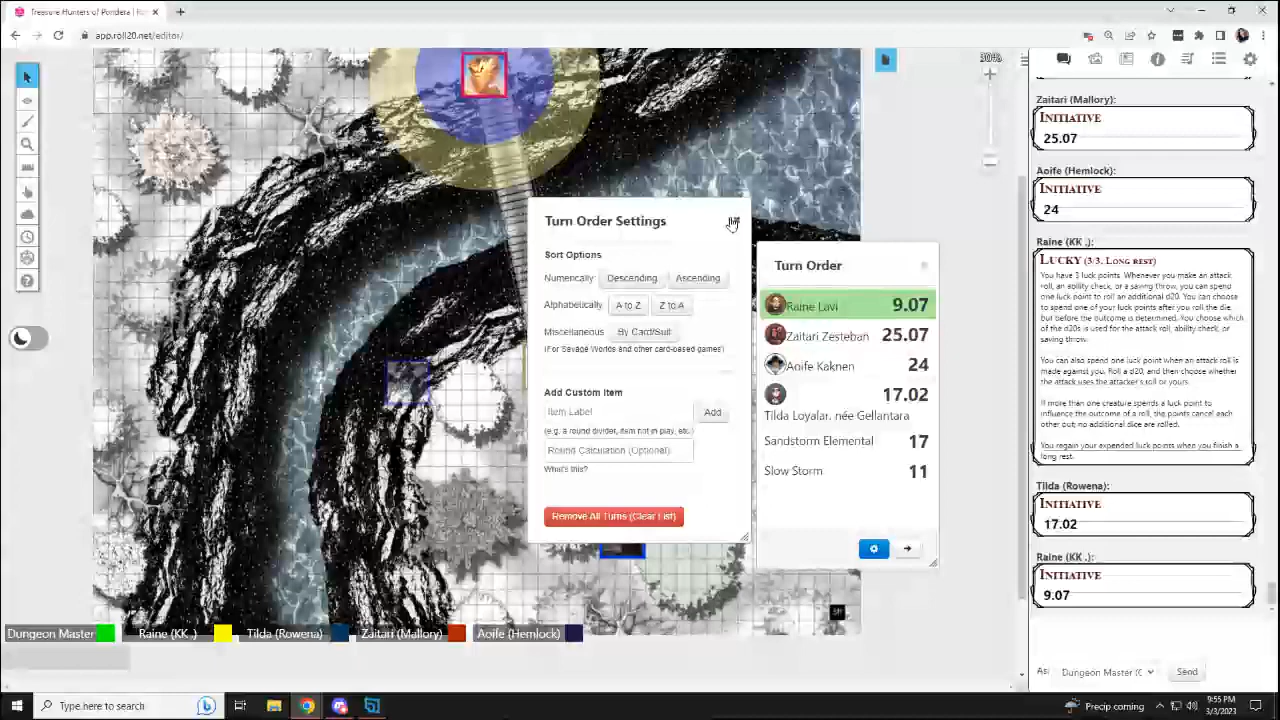 Treasure Hunters of Pondera |
app.roll20.net/editor/
30%
Turn Order Settings
Sort Options
Numerically: Descending Ascending
Alphabetically A to Z Z to A
Miscellaneous By Card/Suit
(For Savage Worlds and other card-based games)
Add Custom Item
Item Label Add
(e.g. a round divider, item not in play, etc.)
Round Calculation (Optional)
What's this?
Remove All Turns (Clear List)
Turn Order
Raine Lavi 9.07
Zaitari Zesteban 25.07
Aoife Kaknen 24
17.02
Tilda Loyalar, née Gellantara
Sandstorm Elemental 17
Slow Storm 11
Zaitari (Mallory):
INITIATIVE
25.07
Aoife (Hemlock):
INITIATIVE
24
Raine (KK .):
LUCKY (3/3, LONG REST)
You have 3 luck points. Whenever you make an attack
roll, an ability check, or a saving throw, you can spend
one luck point to roll an additional d20. You can choose
to spend one of your luck points after you roll the die,
but before the outcome is determined. You choose which
of the d20s is used for the attack roll, ability check, or
saving throw.
You can also spend one luck point when an attack roll is
made against you. Roll a d20, and then choose whether
the attack uses the attacker's roll or yours.
If more than one creature spends a luck point to
influence the outcome of a roll, the points cancel each
other out; no additional dice are rolled.
You regain your expended luck points when you finish a
long rest.
Tilda (Rowena):
INITIATIVE
17.02
Raine (KK .):
INITIATIVE
9.07
Dungeon Master
Raine (KK .)
Tilda (Rowena)
Zaitari (Mallory)
Aoife (Hemlock)
As:
Dungeon Master (G
Send
Type here to search
Precip coming
9:55 PM
3/3/2023